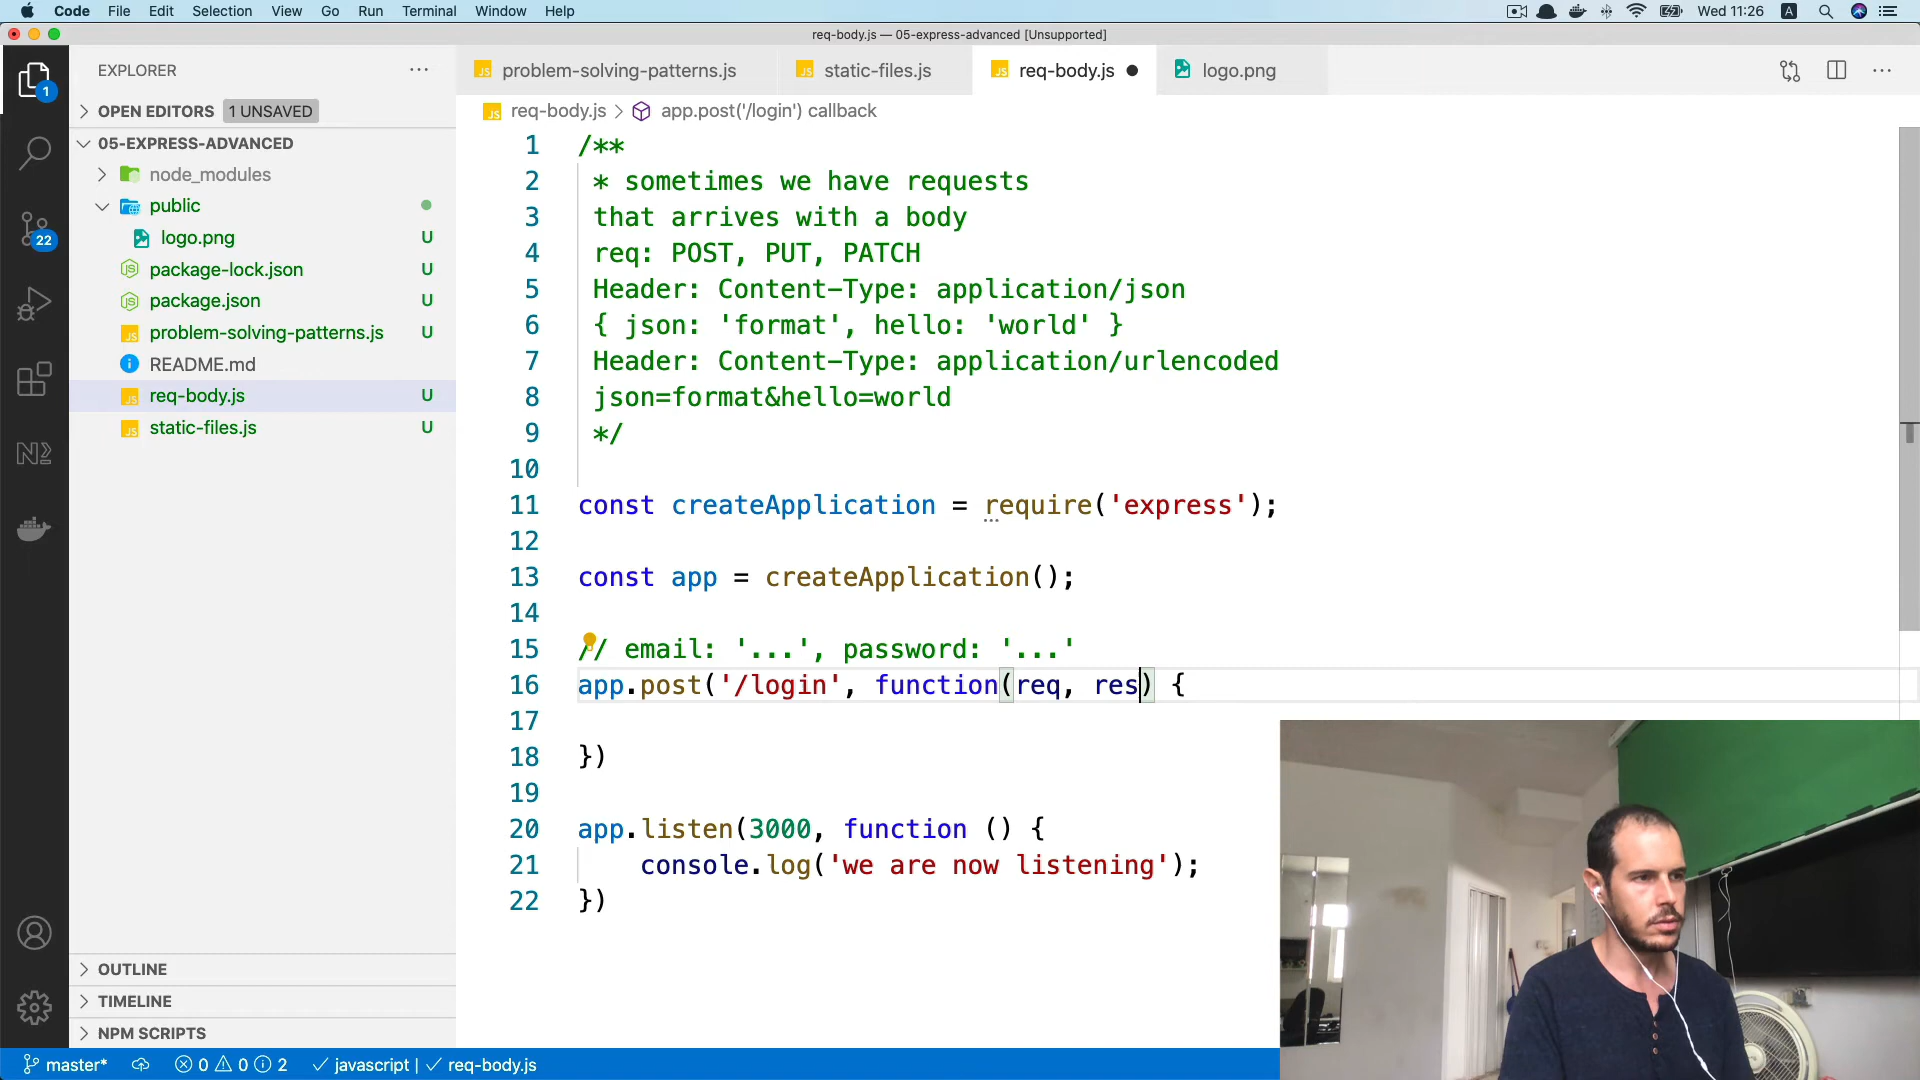 Code File Edit Selection View Go Run Terminal Window Help Wed 11:26 A
req-body.js — 05-express-advanced [Unsupported]
EXPLORER
problem-solving-patterns.js static-files.js req-body.js logo.png
OPEN EDITORS 1 UNSAVED
req-body.js > app.post('/login') callback
05-EXPRESS-ADVANCED
node_modules
public
logo.png U
package-lock.json U
package.json U
problem-solving-patterns.js U
README.md
req-body.js U
static-files.js U
1
22
1 /**
2 * sometimes we have requests
3 that arrives with a body
4 req: POST, PUT, PATCH
5 Header: Content-Type: application/json
6 { json: 'format', hello: 'world' }
7 Header: Content-Type: application/urlencoded
8 json=format&hello=world
9 */
10
11 const createApplication = require('express');
12
13 const app = createApplication();
14
15 // email: '...', password: '...'
16 app.post('/login', function(req, res) {
17
18 })
19
20 app.listen(3000, function () {
21 console.log('we are now listening');
22 })
OUTLINE
TIMELINE
NPM SCRIPTS
master* 0 0 2 javascript | req-body.js